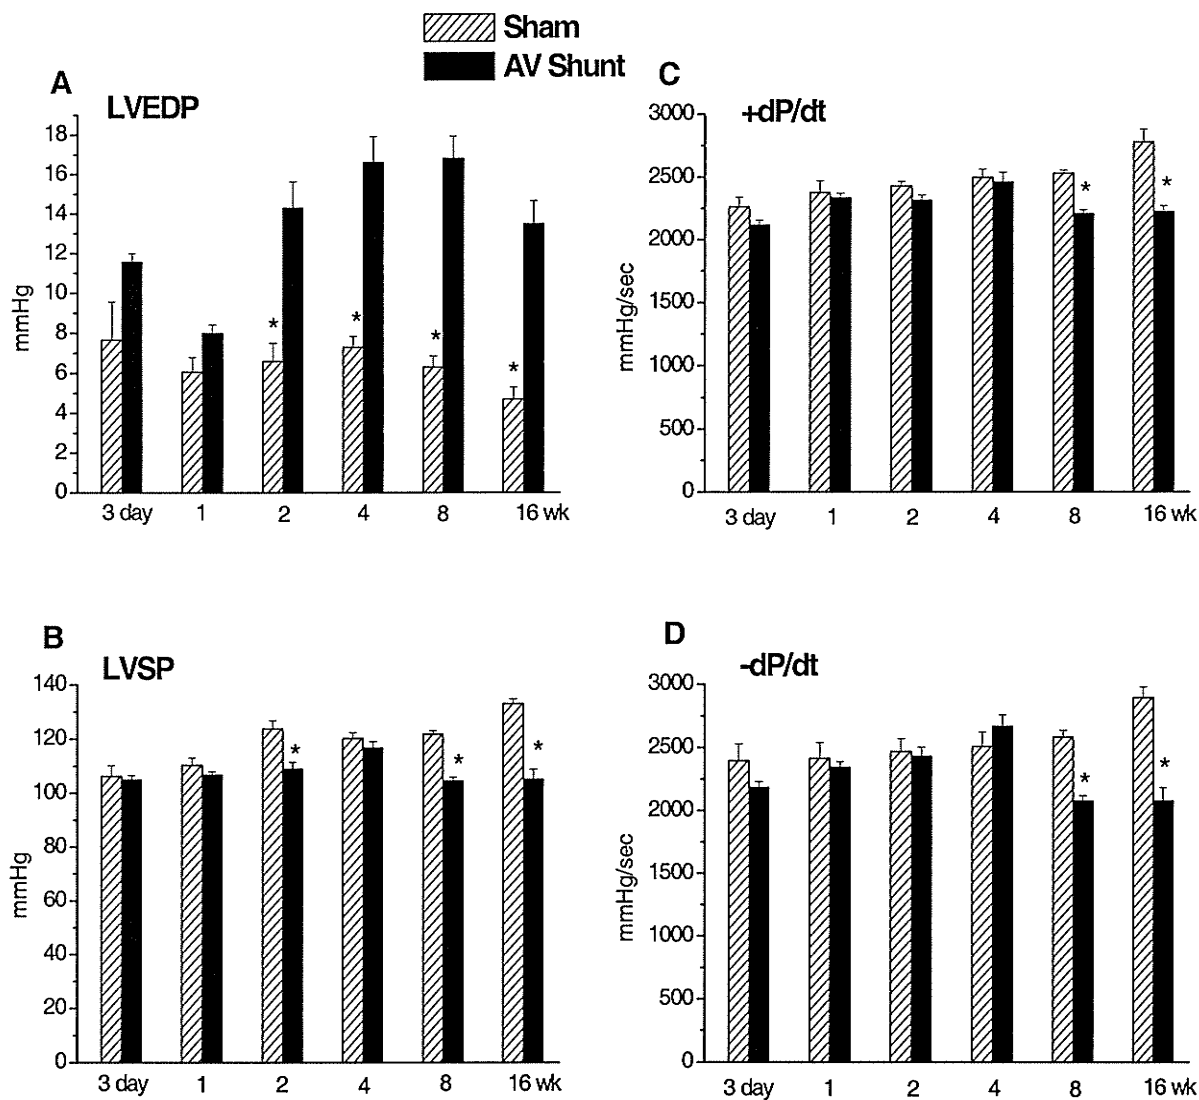 Sham
AV Shunt
A
LVEDP
18
16
14
12
10
8
6
4
2
0
mmHg
* * * *
3 day 1 2 4 8 16 wk
C
+dP/dt
3000
2500
2000
1500
1000
500
0
mmHg/sec
* *
3 day 1 2 4 8 16 wk
B
LVSP
140
120
100
80
60
40
20
0
mmHg
* * *
3 day 1 2 4 8 16 wk
D
-dP/dt
3000
2500
2000
1500
1000
500
0
mmHg/sec
* *
3 day 1 2 4 8 16 wk